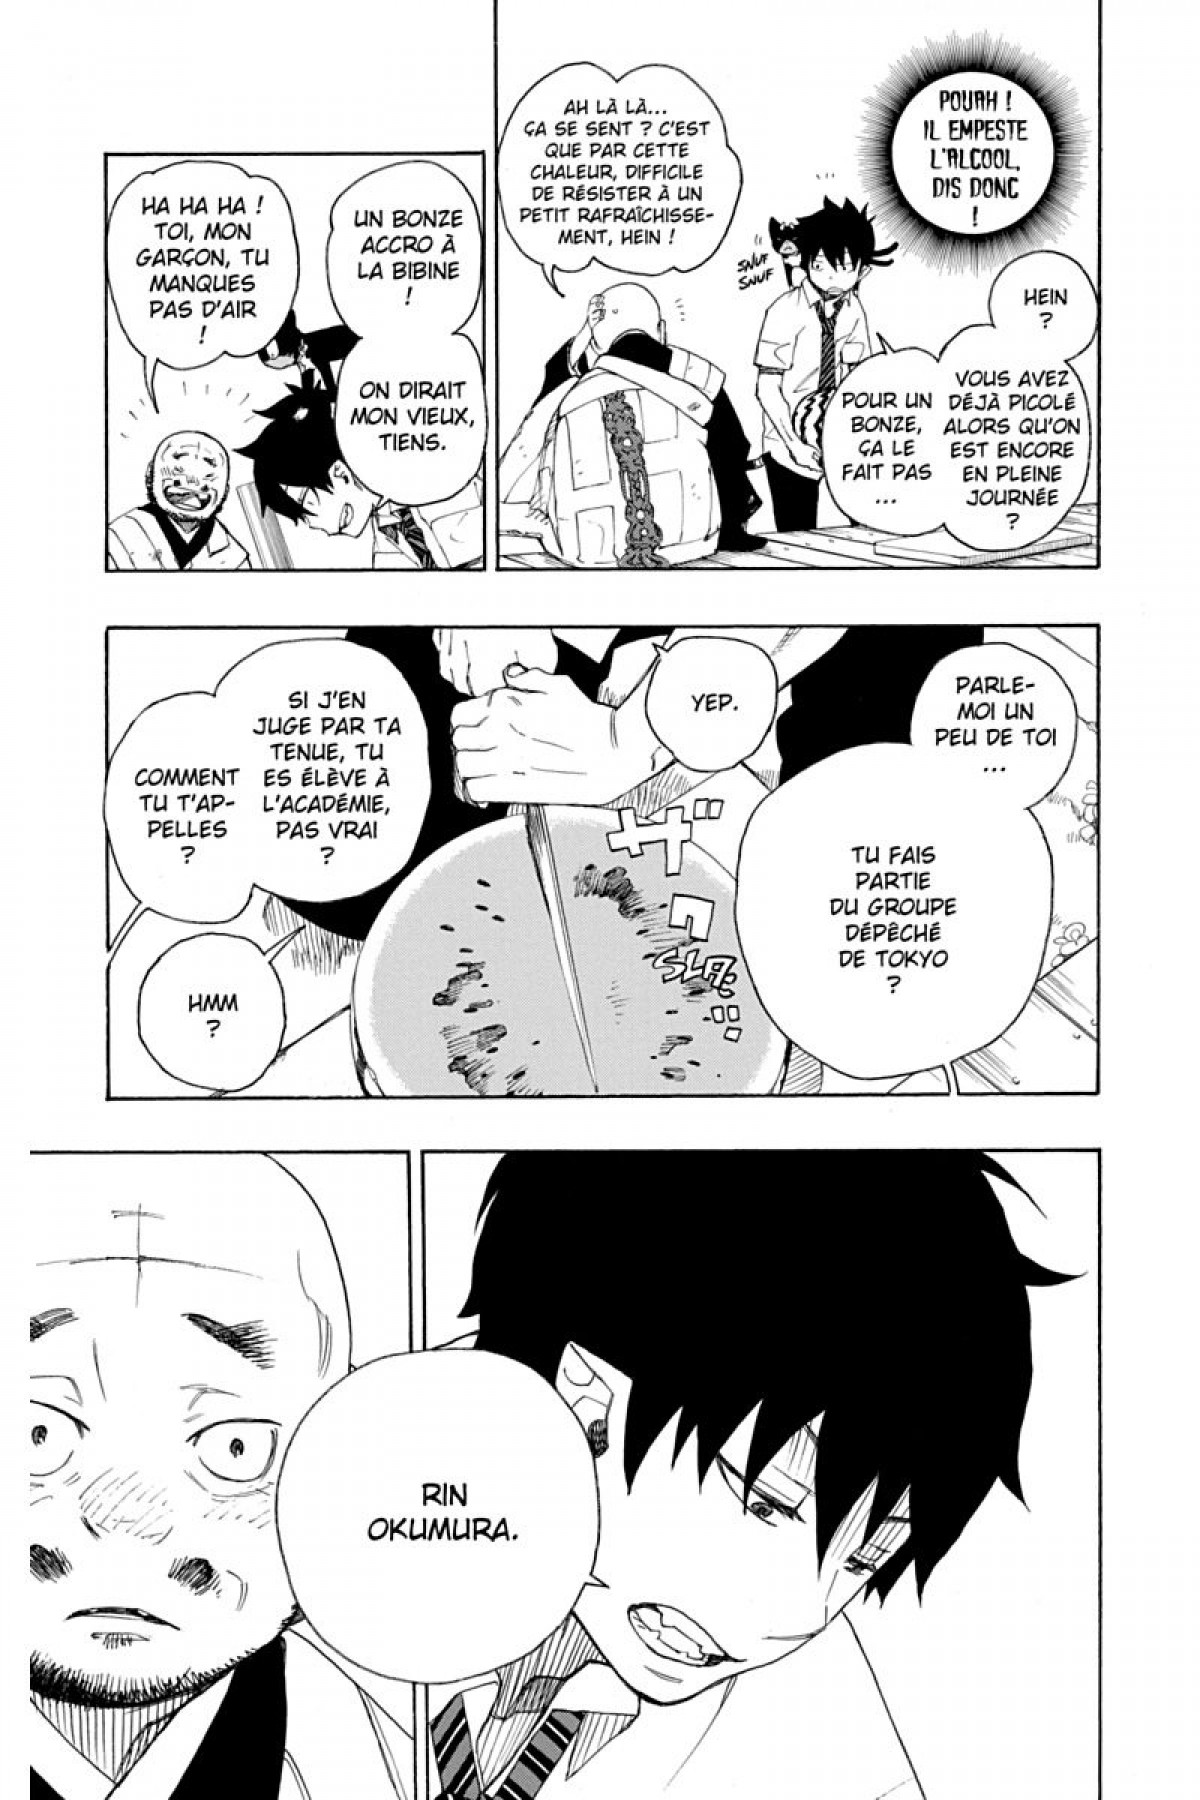 POUAH !
IL EMPESTE
L'ALCOOL,
DIS DONC
!
HEIN
?
VOUS AVEZ
DÉJÀ PICOLÉ
ALORS QU'ON
EST ENCORE
EN PLEINE
JOURNÉE
?
POUR UN
BONZE,
ÇA LE
FAIT PAS
...
SNUF
SNUF
AH LÀ LÀ...
ÇA SE SENT ? C'EST
QUE PAR CETTE
CHALEUR, DIFFICILE
DE RÉSISTER À UN
PETIT RAFRAÎCHISSE-
MENT, HEIN !
UN BONZE
ACCRO À
LA BIBINE
!
ON DIRAIT
MON VIEUX,
TIENS.
HA HA HA !
TOI, MON
GARÇON, TU
MANQUES
PAS D'AIR
!
PARLE-
MOI UN
PEU DE TOI
...
TU FAIS
PARTIE
DU GROUPE
DÉPÊCHÉ
DE TOKYO
?
YEP.
ザクッ
SLA
SI J'EN
JUGE PAR TA
TENUE, TU
ES ÉLÈVE À
L'ACADÉMIE,
PAS VRAI
?
COMMENT
TU T'AP-
PELLES
?
HMM
?
RIN
OKUMURA.